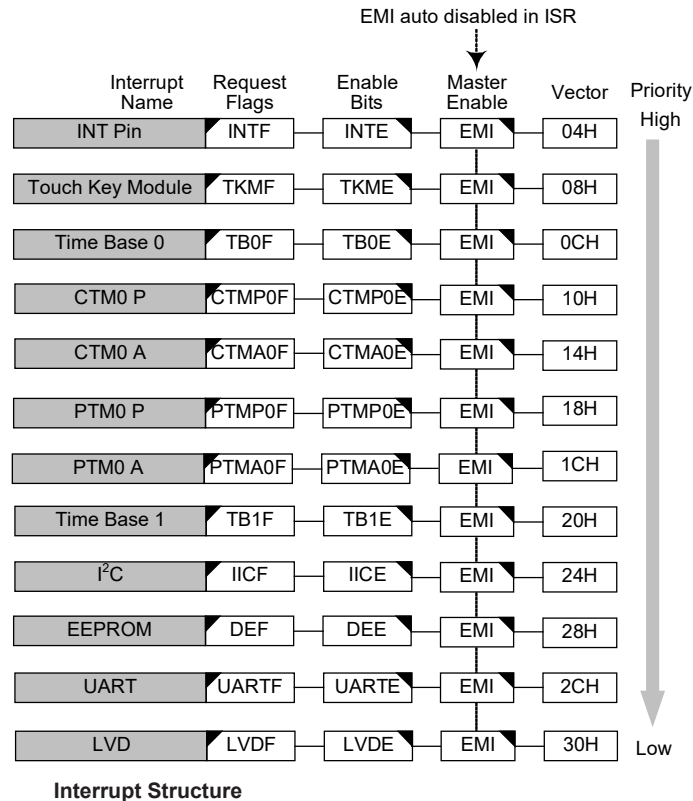 EMI auto disabled in ISR
Interrupt Name Request Flags Enable Bits Master Enable Vector Priority
High
INT Pin INTF INTE EMI 04H
Touch Key Module TKMF TKME EMI 08H
Time Base 0 TB0F TB0E EMI 0CH
CTM0 P CTMP0F CTMP0E EMI 10H
CTM0 A CTMA0F CTMA0E EMI 14H
PTM0 P PTMP0F PTMP0E EMI 18H
PTM0 A PTMA0F PTMA0E EMI 1CH
Time Base 1 TB1F TB1E EMI 20H
I²C IICF IICE EMI 24H
EEPROM DEF DEE EMI 28H
UART UARTF UARTE EMI 2CH
LVD LVDF LVDE EMI 30H Low
Interrupt Structure